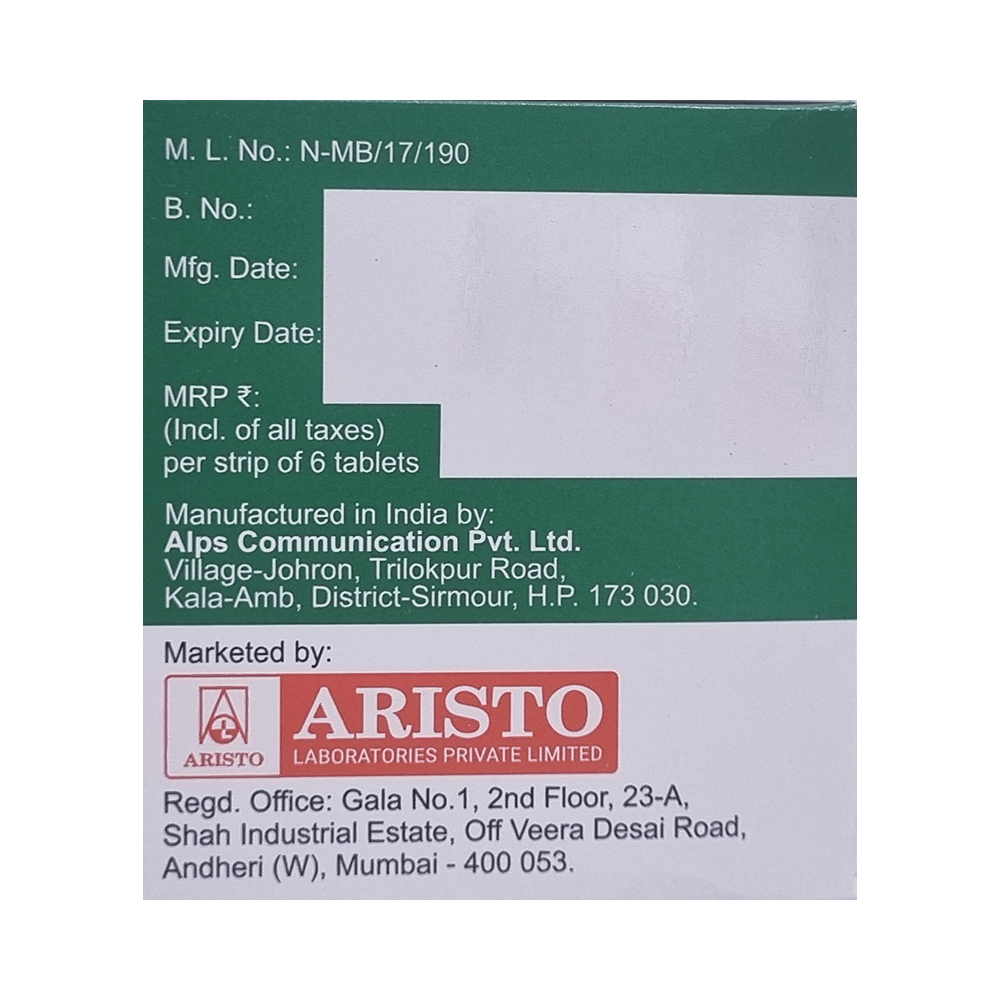 M. L. No.: N-MB/17/190
B. No.:
Mfg. Date:
Expiry Date:
MRP ₹:
(Incl. of all taxes)
per strip of 6 tablets
Manufactured in India by:
Alps Communication Pvt. Ltd.
Village-Johron, Trilokpur Road,
Kala-Amb, District-Sirmour, H.P. 173 030.
Marketed by:
ARISTO
ARISTO
LABORATORIES PRIVATE LIMITED
Regd. Office: Gala No.1, 2nd Floor, 23-A,
Shah Industrial Estate, Off Veera Desai Road,
Andheri (W), Mumbai - 400 053.